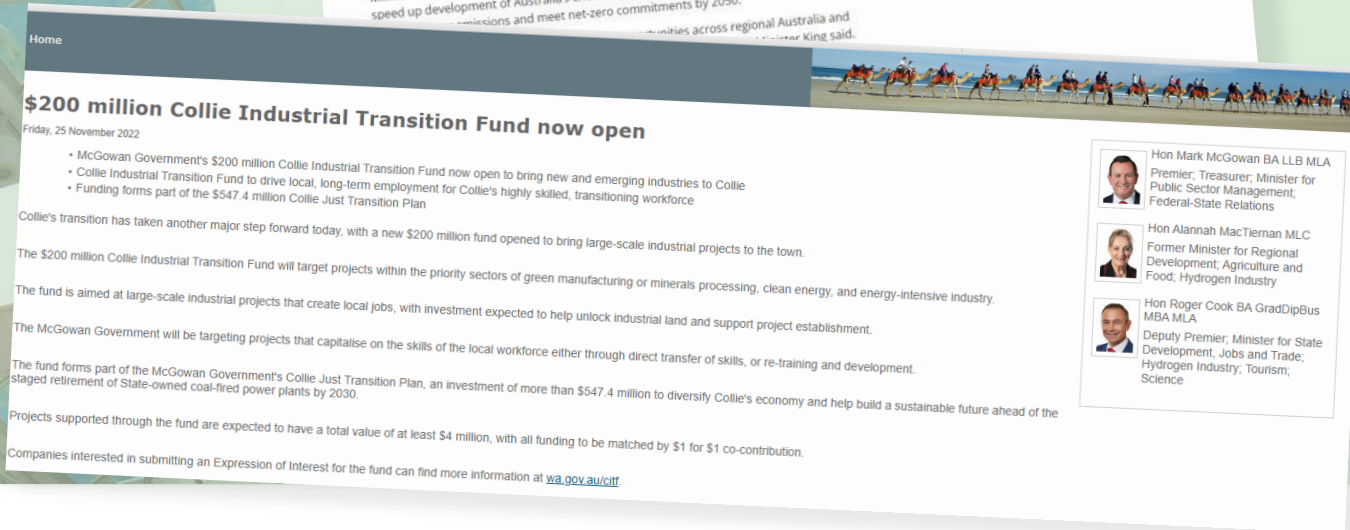 speed up development of Australia's
emissions and meet net-zero commitments by 2050.
across regional Australia and
Minister King said.
Home
$200 million Collie Industrial Transition Fund now open
Friday, 25 November 2022
• McGowan Government's $200 million Collie Industrial Transition Fund now open to bring new and emerging industries to Collie
• Collie Industrial Transition Fund to drive local, long-term employment for Collie's highly skilled, transitioning workforce
• Funding forms part of the $547.4 million Collie Just Transition Plan
Collie's transition has taken another major step forward today, with a new $200 million fund opened to bring large-scale industrial projects to the town.
The $200 million Collie Industrial Transition Fund will target projects within the priority sectors of green manufacturing or minerals processing, clean energy, and energy-intensive industry.
The fund is aimed at large-scale industrial projects that create local jobs, with investment expected to help unlock industrial land and support project establishment.
The McGowan Government will be targeting projects that capitalise on the skills of the local workforce either through direct transfer of skills, or re-training and development.
The fund forms part of the McGowan Government's Collie Just Transition Plan, an investment of more than $547.4 million to diversify Collie's economy and help build a sustainable future ahead of the
staged retirement of State-owned coal-fired power plants by 2030.
Projects supported through the fund are expected to have a total value of at least $4 million, with all funding to be matched by $1 for $1 co-contribution.
Companies interested in submitting an Expression of Interest for the fund can find more information at wa.gov.au/citf.
Hon Mark McGowan BA LLB MLA
Premier; Treasurer; Minister for
Public Sector Management;
Federal-State Relations
Hon Alannah MacTiernan MLC
Former Minister for Regional
Development; Agriculture and
Food; Hydrogen Industry
Hon Roger Cook BA GradDipBus
MBA MLA
Deputy Premier; Minister for State
Development, Jobs and Trade;
Hydrogen Industry; Tourism;
Science